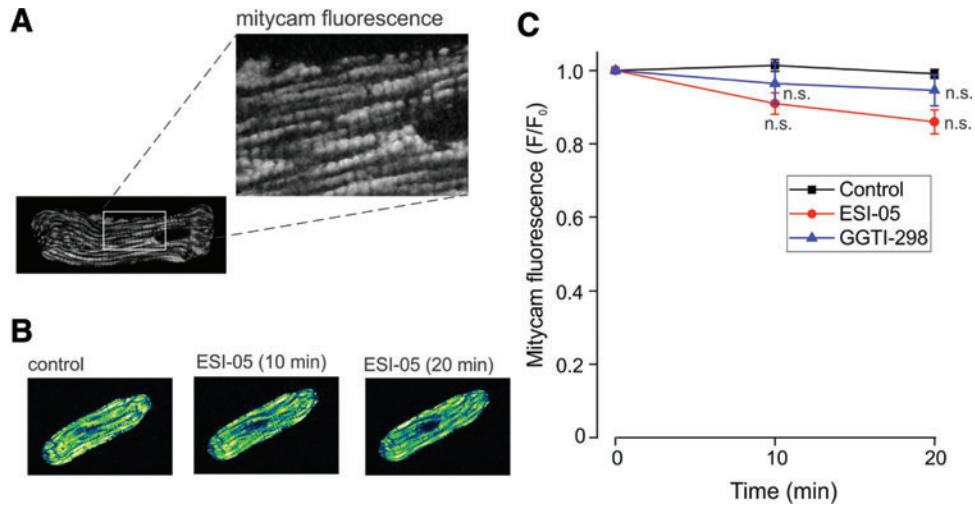 A
mitycam fluorescence
B
control
ESI-05 (10 min)
ESI-05 (20 min)
C
Mitycam fluorescence (F/F₀)
1.0
0.8
0.6
0.4
0.2
0
n.s.
n.s.
n.s.
n.s.
Control
ESI-05
GGTI-298
0
10
20
Time (min)